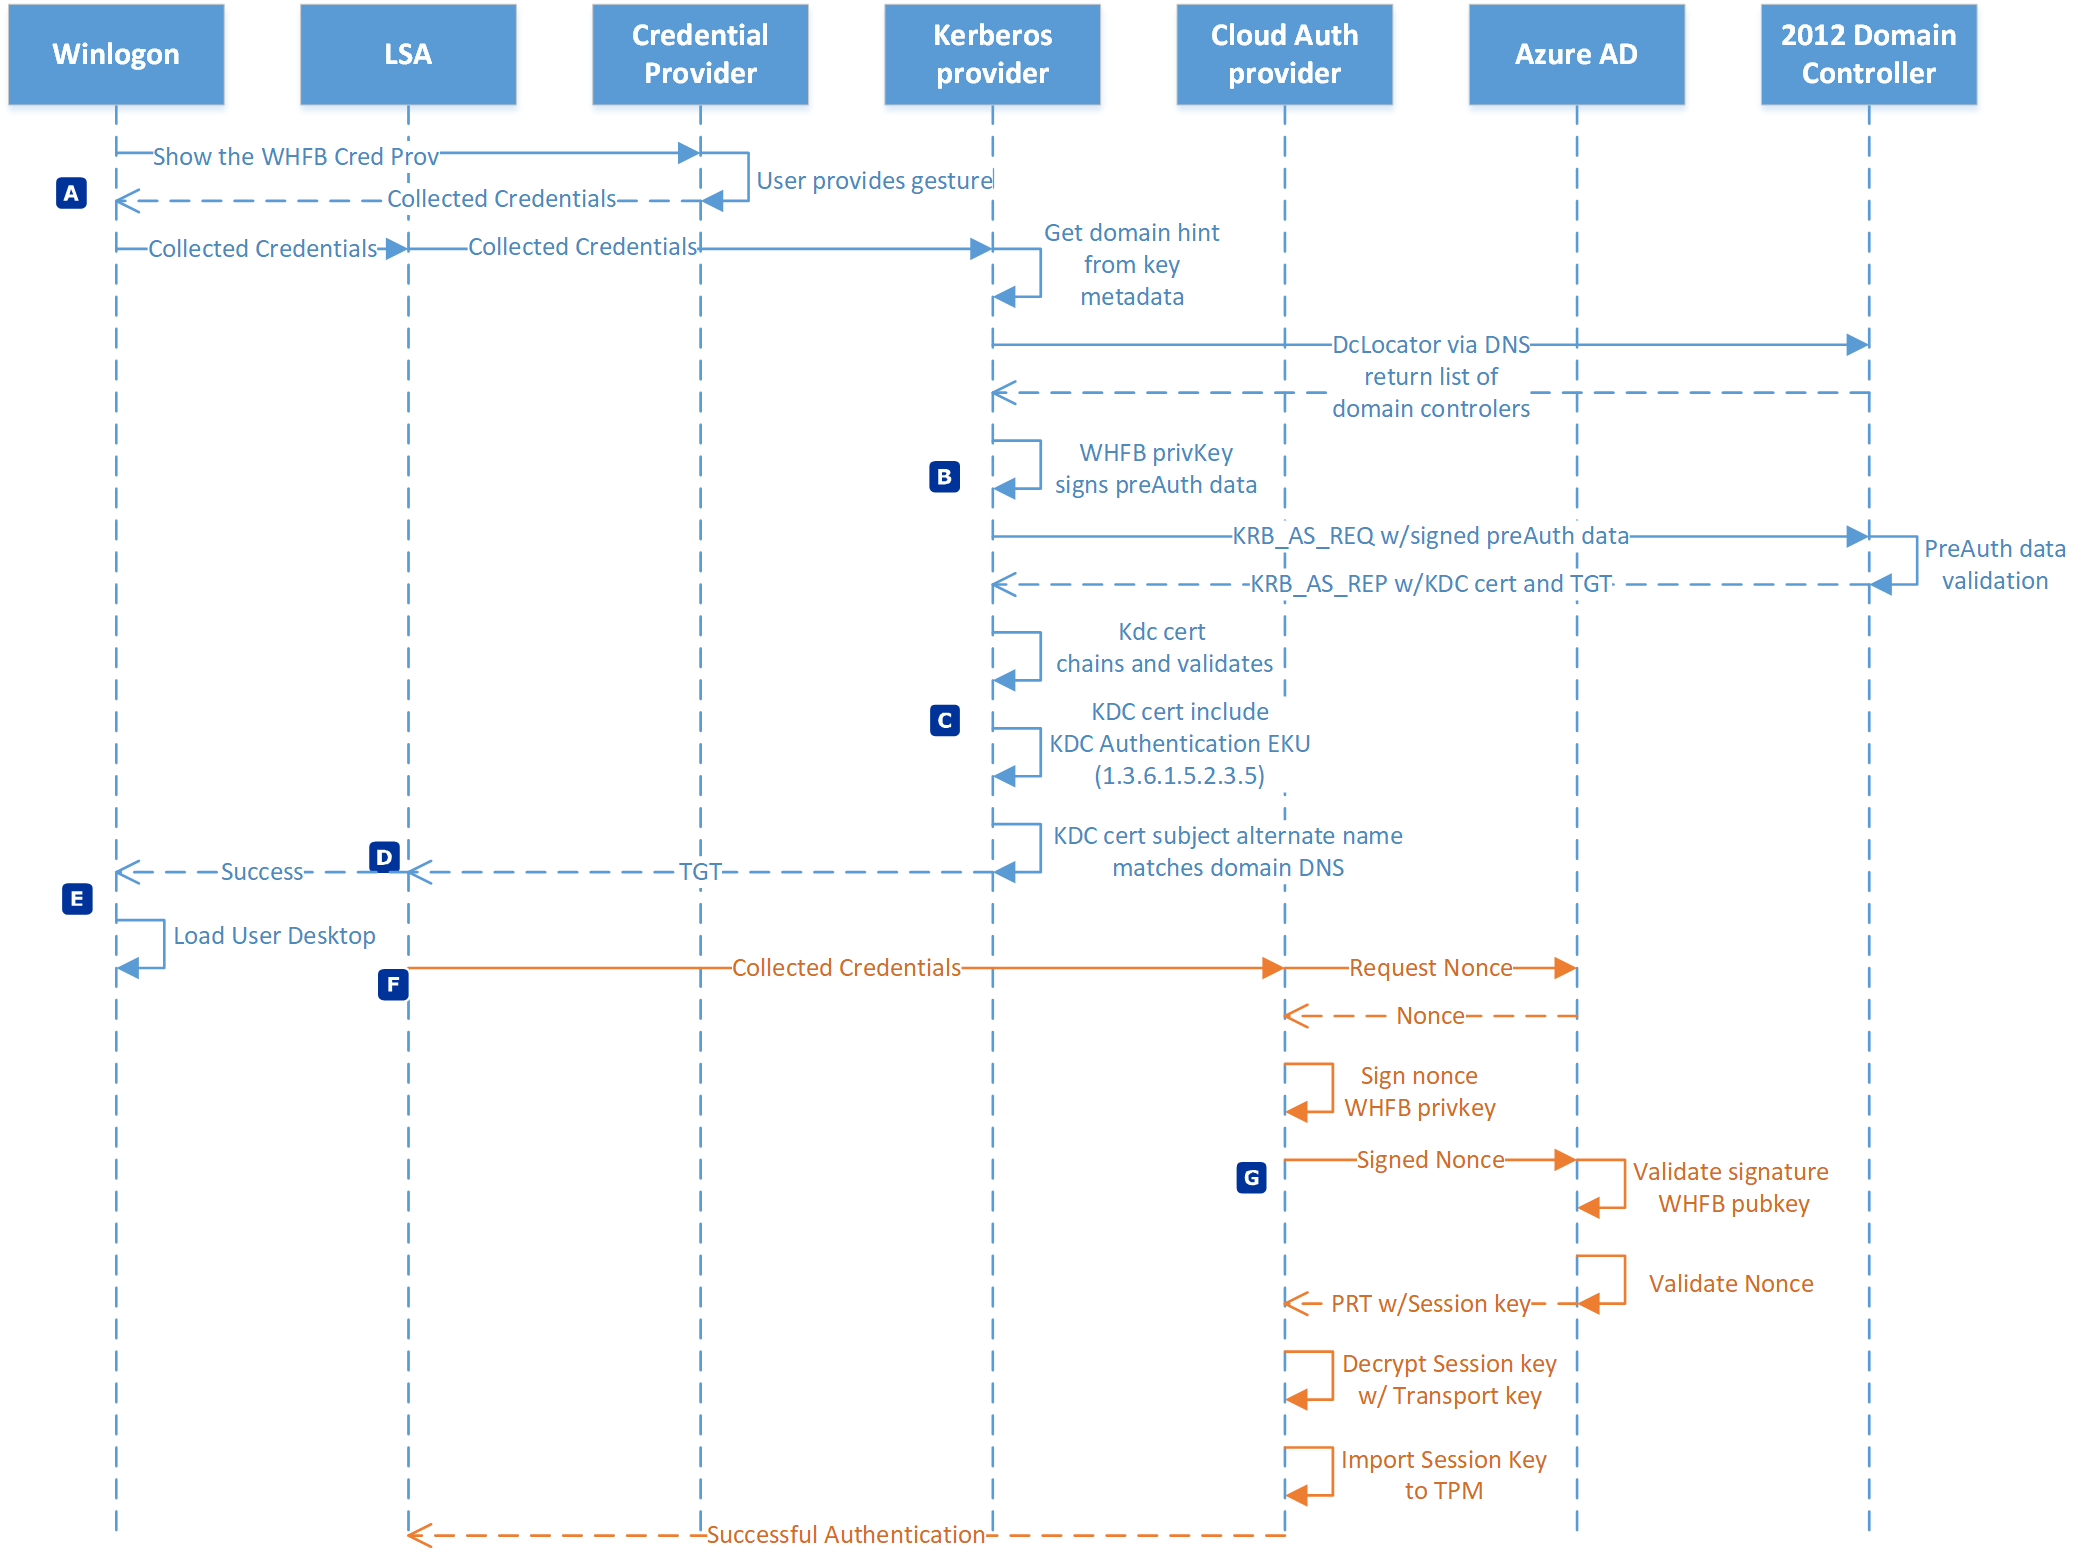 Winlogon
LSA
Credential
Provider
Kerberos
provider
Cloud Auth
provider
Azure AD
2012 Domain
Controller
Show the WHFB Cred Prov
User provides gesture
A
Collected Credentials
Collected Credentials
Collected Credentials
Get domain hint
from key
metadata
DcLocator via DNS
return list of
domain controlers
B
WHFB privKey
signs preAuth data
KRB_AS_REQ w/signed preAuth data
PreAuth data
validation
KRB_AS_REP w/KDC cert and TGT
Kdc cert
chains and validates
C
KDC cert include
KDC Authentication EKU
(1.3.6.1.5.2.3.5)
KDC cert subject alternate name
matches domain DNS
D
Success
TGT
E
Load User Desktop
F
Collected Credentials
Request Nonce
Nonce
Sign nonce
WHFB privkey
G
Signed Nonce
Validate signature
WHFB pubkey
Validate Nonce
PRT w/Session key
Decrypt Session key
w/ Transport key
Import Session Key
to TPM
Successful Authentication